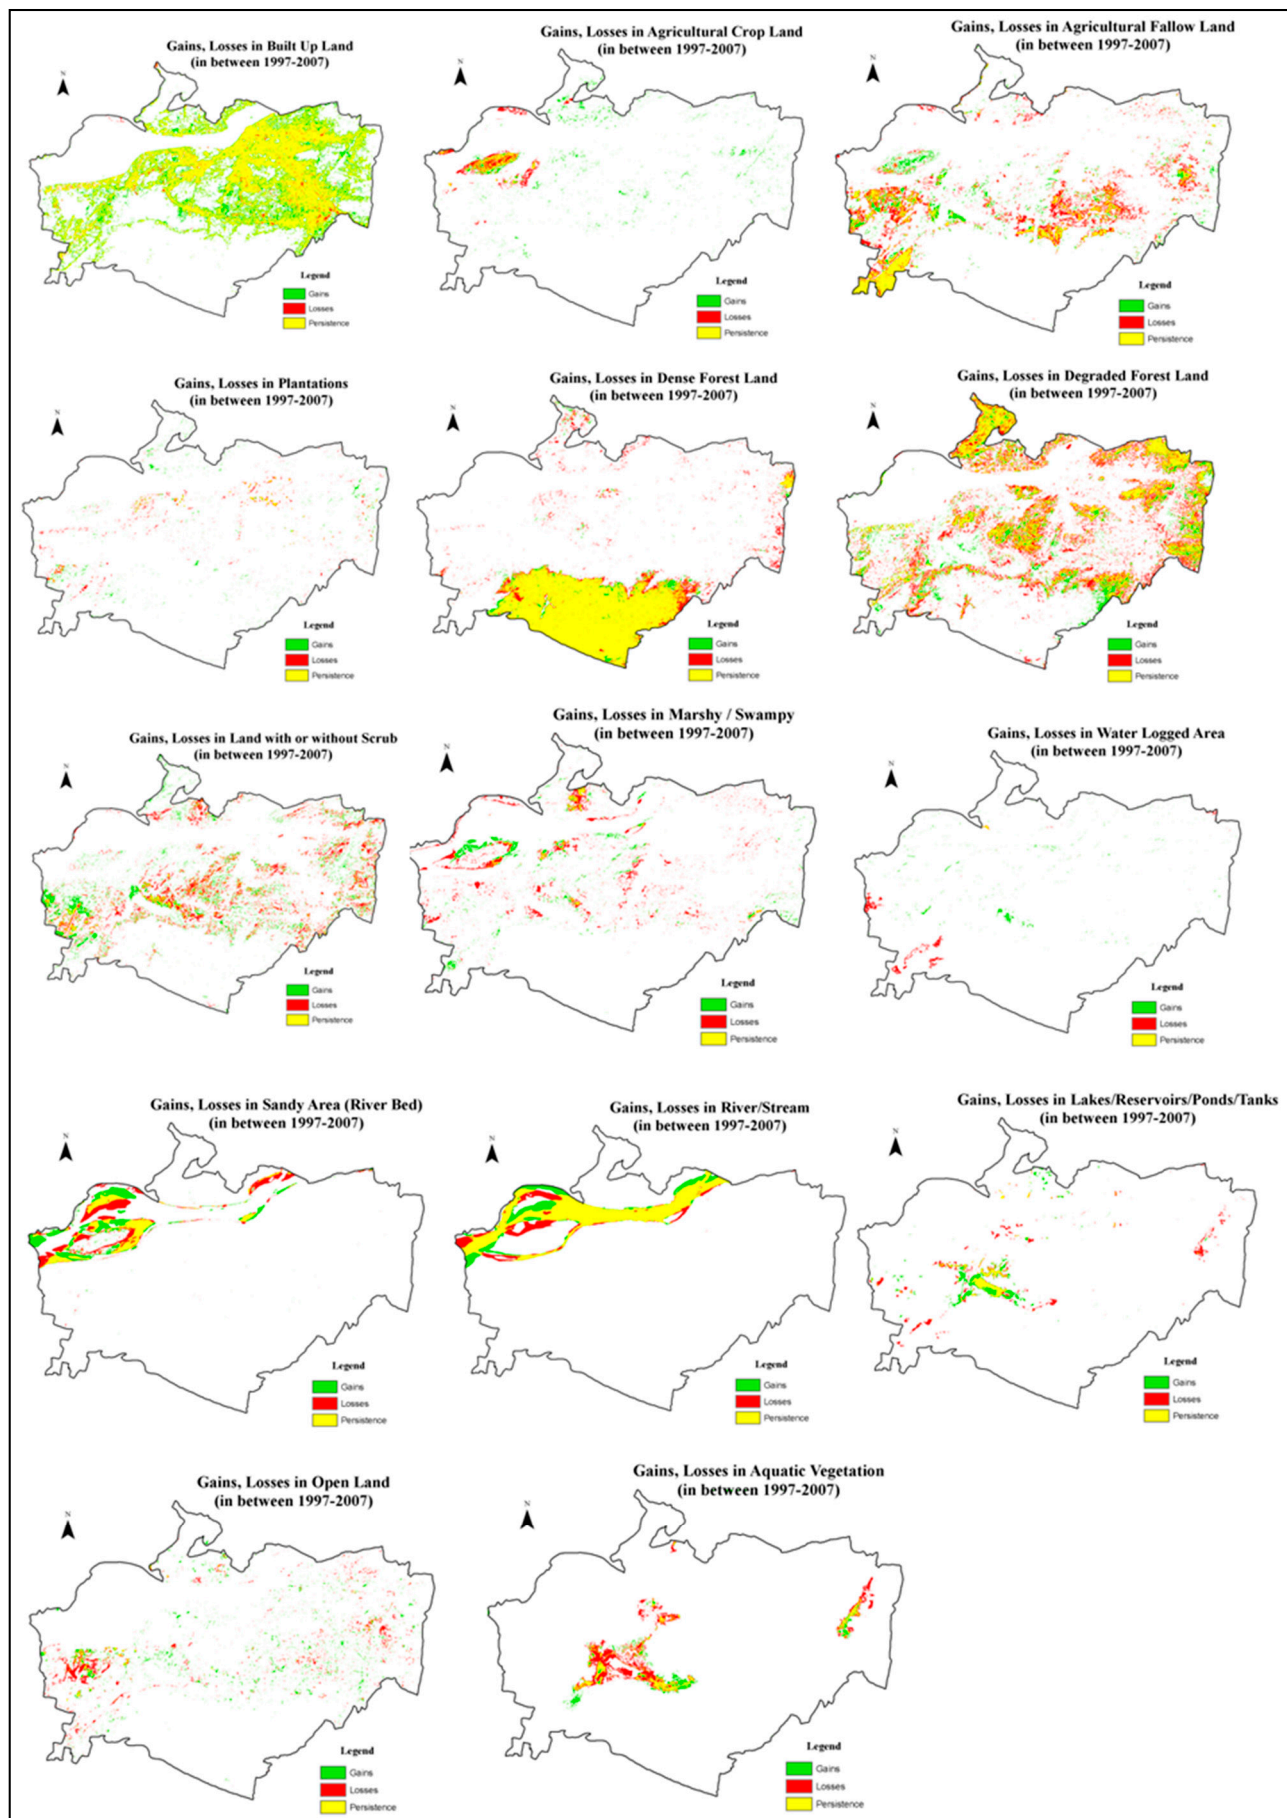 Gains, Losses in Built Up Land
(in between 1997-2007)
N
Legend
Gains
Losses
Persistence
Gains, Losses in Agricultural Crop Land
(in between 1997-2007)
N
Legend
Gains
Losses
Persistence
Gains, Losses in Agricultural Fallow Land
(in between 1997-2007)
N
Legend
Gains
Losses
Persistence
Gains, Losses in Plantations
(in between 1997-2007)
N
Legend
Gains
Losses
Persistence
Gains, Losses in Dense Forest Land
(in between 1997-2007)
N
Legend
Gains
Losses
Persistence
Gains, Losses in Degraded Forest Land
(in between 1997-2007)
N
Legend
Gains
Losses
Persistence
Gains, Losses in Land with or without Scrub
(in between 1997-2007)
N
Legend
Gains
Losses
Persistence
Gains, Losses in Marshy / Swampy
(in between 1997-2007)
N
Legend
Gains
Losses
Persistence
Gains, Losses in Water Logged Area
(in between 1997-2007)
N
Legend
Gains
Losses
Persistence
Gains, Losses in Sandy Area (River Bed)
(in between 1997-2007)
N
Legend
Gains
Losses
Persistence
Gains, Losses in River/Stream
(in between 1997-2007)
N
Legend
Gains
Losses
Persistence
Gains, Losses in Lakes/Reservoirs/Ponds/Tanks
(in between 1997-2007)
N
Legend
Gains
Losses
Persistence
Gains, Losses in Open Land
(in between 1997-2007)
N
Legend
Gains
Losses
Persistence
Gains, Losses in Aquatic Vegetation
(in between 1997-2007)
N
Legend
Gains
Losses
Persistence